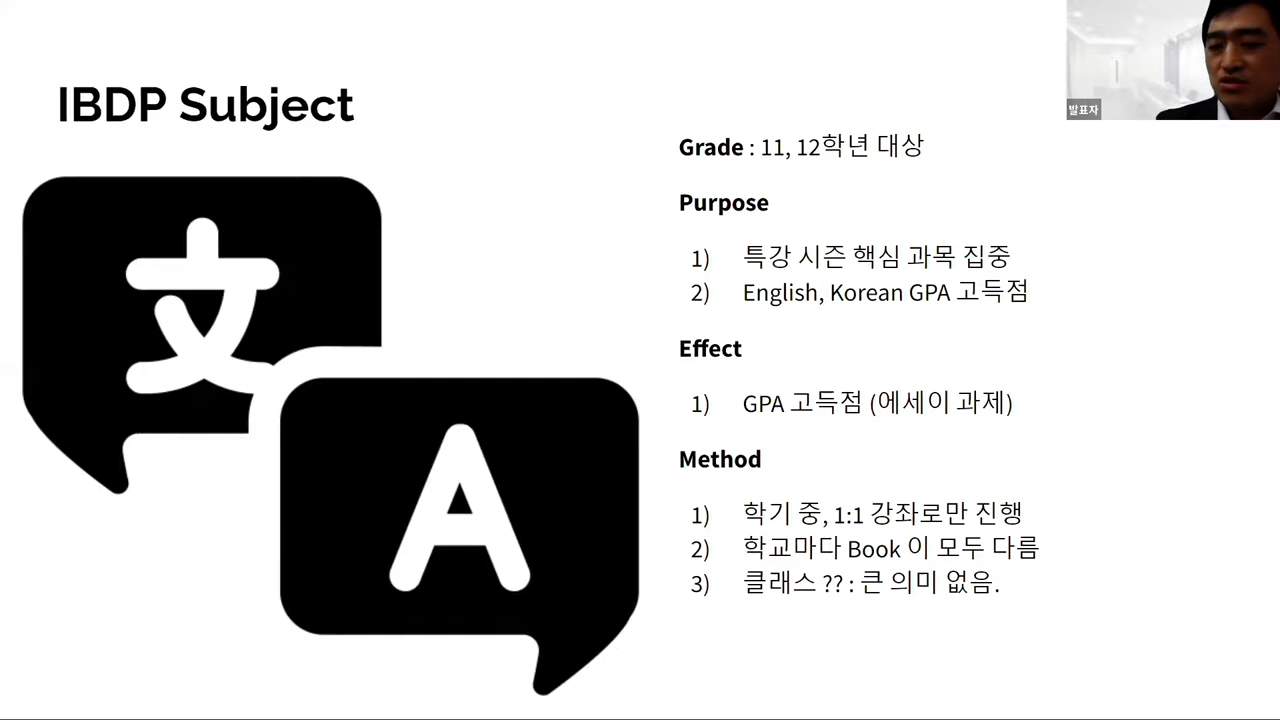 IBDP Subject
발표자
文
A
Grade : 11, 12학년 대상
Purpose
1) 특강 시즌 핵심 과목 집중
2) English, Korean GPA 고득점
Effect
1) GPA 고득점 (에세이 과제)
Method
1) 학기 중, 1:1 강좌로만 진행
2) 학교마다 Book 이 모두 다름
3) 클래스 ?? : 큰 의미 없음.